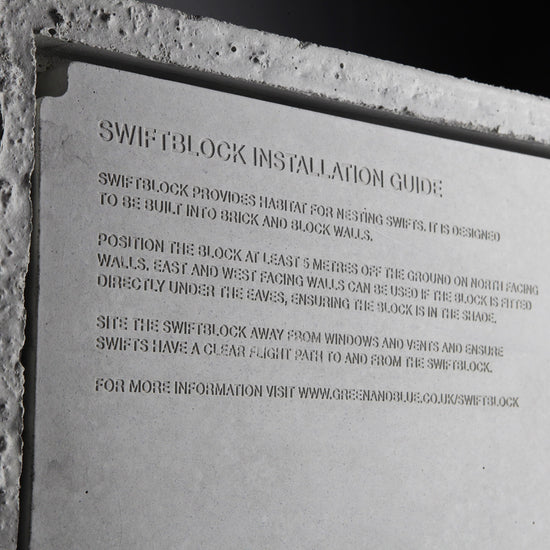 SWIFTBLOCK INSTALLATION GUIDE
SWIFTBLOCK PROVIDES HABITAT FOR NESTING SWIFTS. IT IS DESIGNED
TO BE BUILT INTO BRICK AND BLOCK WALLS.
POSITION THE BLOCK AT LEAST 5 METRES OFF THE GROUND ON NORTH FACING
WALLS. EAST AND WEST FACING WALLS CAN BE USED IF THE BLOCK IS FITTED
DIRECTLY UNDER THE EAVES, ENSURING THE BLOCK IS IN THE SHADE.
SITE THE SWIFTBLOCK AWAY FROM WINDOWS AND VENTS AND ENSURE
SWIFTS HAVE A CLEAR FLIGHT PATH TO AND FROM THE SWIFTBLOCK.
FOR MORE INFORMATION VISIT WWW.GREENANDBLUE.CO.UK/SWIFTBLOCK